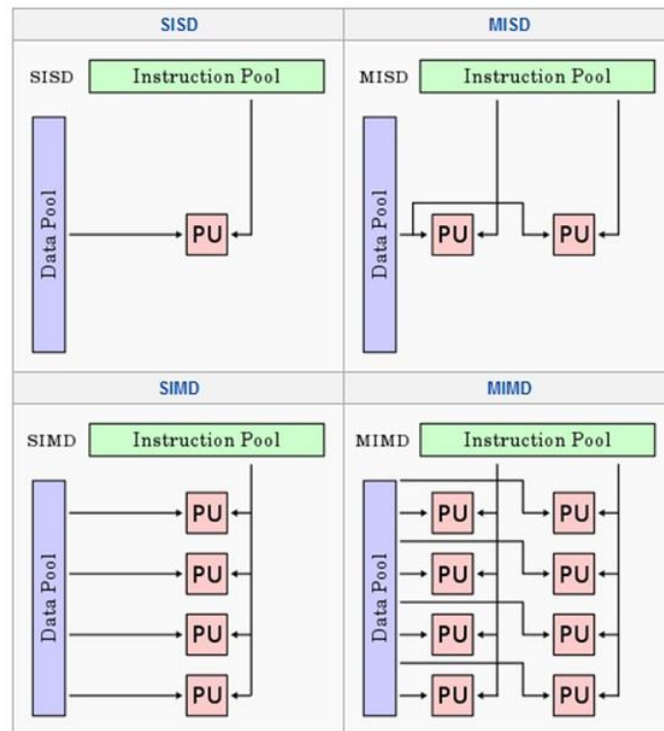 SISD
MISD
SISD
Instruction Pool
Data Pool
PU
MISD
Instruction Pool
Data Pool
PU
PU
SIMD
MIMD
SIMD
Instruction Pool
Data Pool
PU
PU
PU
PU
MIMD
Instruction Pool
Data Pool
PU
PU
PU
PU
PU
PU
PU
PU